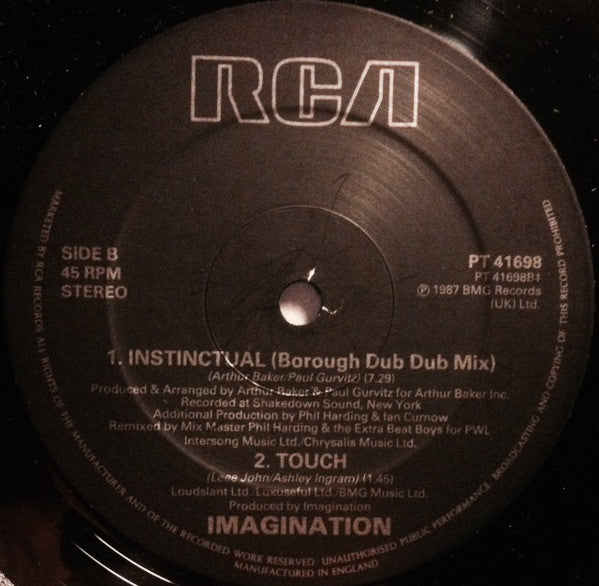 RCA
SIDE B
45 RPM
STEREO
PT 41698
PT 41698B‡
℗ 1987 BMG Records
(UK) Ltd.
1. INSTINCTUAL (Borough Dub Dub Mix)
(Arthur Baker/Paul Gurvitz) (7.29)
Produced & Arranged by Arthur Baker & Paul Gurvitz for Arthur Baker Inc.
Recorded at Shakedown Sound, New York
Additional Production by Phil Harding & Ian Curnow
Remixed by Mix Master Phil Harding & the Extra Beat Boys for PWL
Intersong Music Ltd./Chrysalis Music Ltd.
2. TOUCH
(Leee John/Ashley Ingram) (1.45)
Loudslant Ltd./Luxuseful Ltd./BMG Music Ltd.
Produced by Imagination
IMAGINATION
MARKETED BY RCA RECORDS. ALL RIGHTS OF THE MANUFACTURER AND OF THE RECORDED WORK RESERVED. UNAUTHORISED PUBLIC PERFORMANCE, BROADCASTING AND COPYING OF THIS RECORD PROHIBITED
MANUFACTURED IN ENGLAND